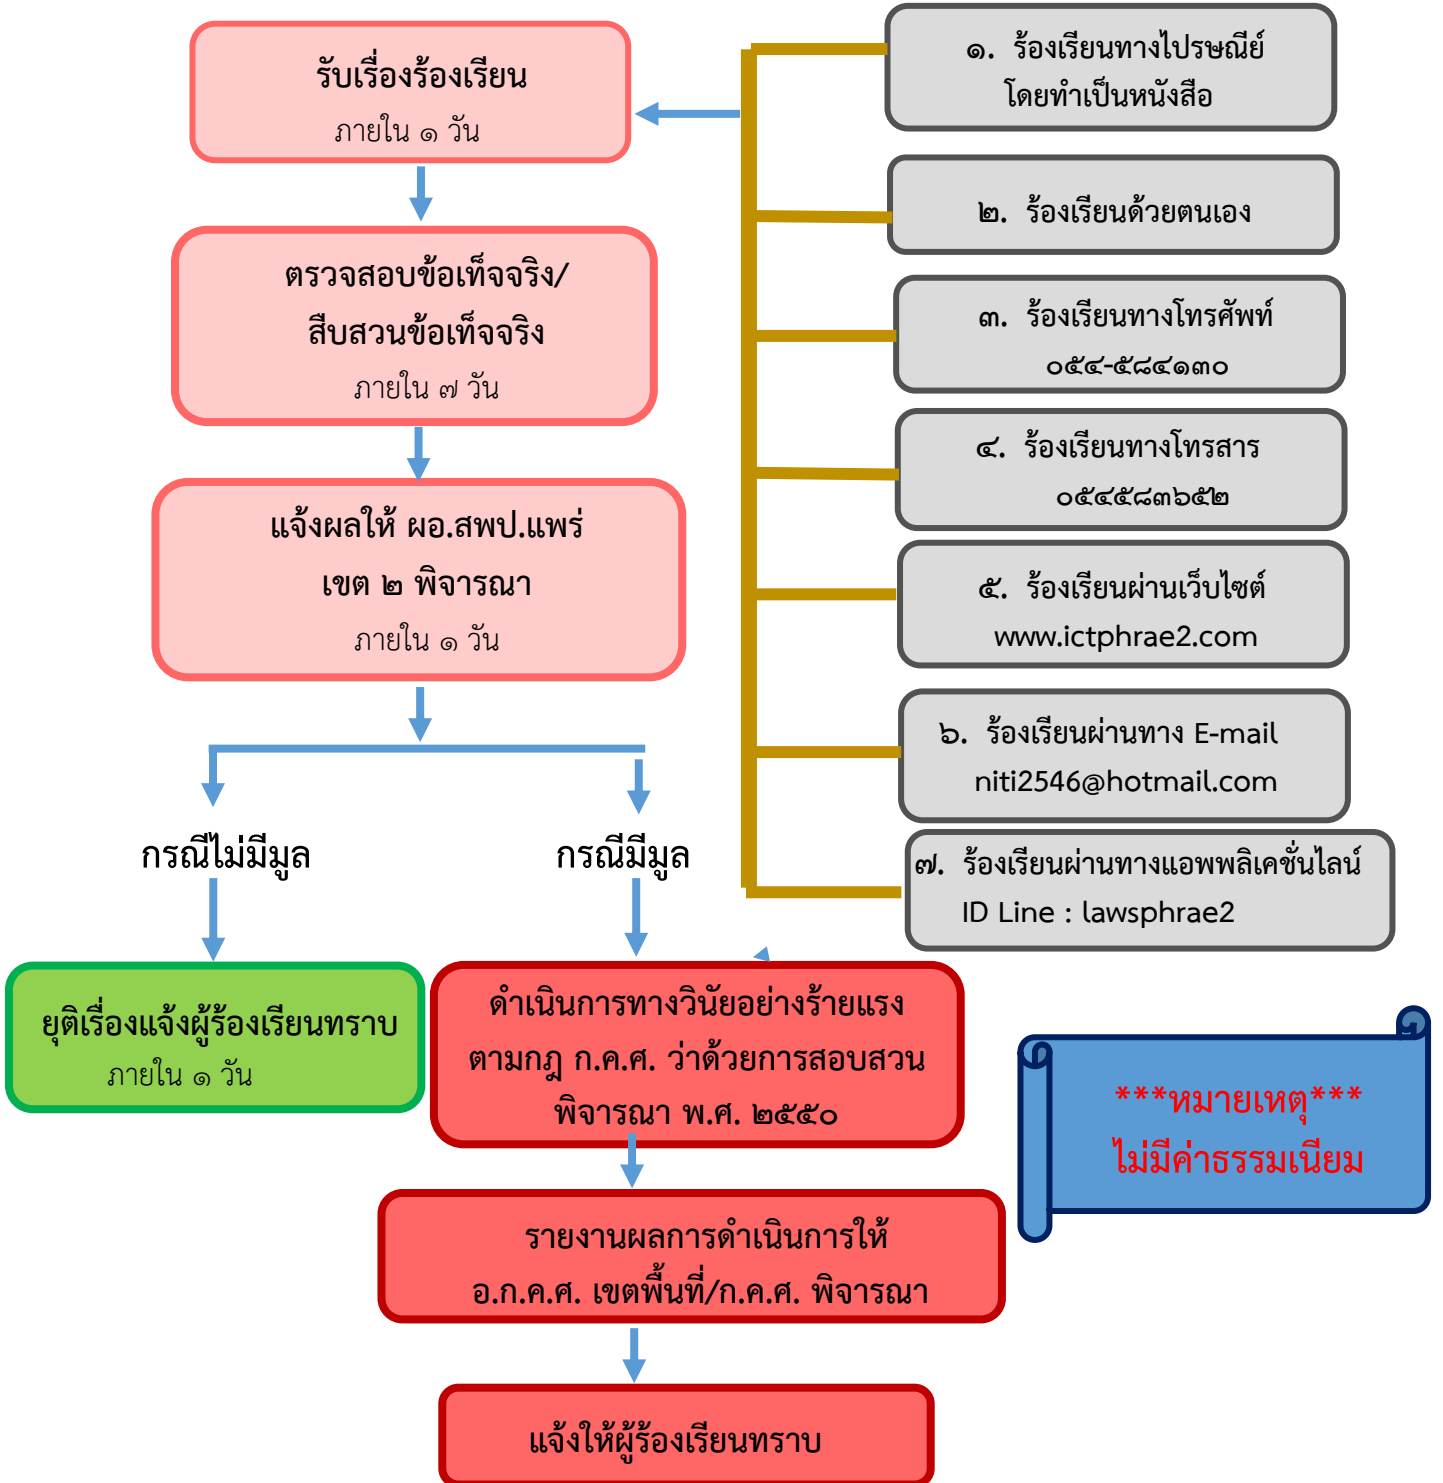 รับเรื่องร้องเรียน
ภายใน ๑ วัน
ตรวจสอบข้อเท็จจริง/
สืบสวนข้อเท็จจริง
ภายใน ๗ วัน
แจ้งผลให้ ผอ.สพป.แพร่
เขต ๒ พิจารณา
ภายใน ๑ วัน
กรณีไม่มีมูล
กรณีมีมูล
ยุติเรื่องแจ้งผู้ร้องเรียนทราบ
ภายใน ๑ วัน
ดำเนินการทางวินัยอย่างร้ายแรง
ตามกฎ ก.ค.ศ. ว่าด้วยการสอบสวน
พิจารณา พ.ศ. ๒๕๕๐
รายงานผลการดำเนินการให้
อ.ก.ค.ศ. เขตพื้นที่/ก.ค.ศ. พิจารณา
แจ้งให้ผู้ร้องเรียนทราบ
๑. ร้องเรียนทางไปรษณีย์
โดยทำเป็นหนังสือ
๒. ร้องเรียนด้วยตนเอง
๓. ร้องเรียนทางโทรศัพท์
๐๕๔-๕๘๔๑๓๐
๔. ร้องเรียนทางโทรสาร
๐๕๔๕๘๓๖๕๒
๕. ร้องเรียนผ่านเว็บไซต์
www.ictphrae2.com
๖. ร้องเรียนผ่านทาง E-mail
niti2546@hotmail.com
๗. ร้องเรียนผ่านทางแอพพลิเคชั่นไลน์
ID Line : lawsphrae2
***หมายเหตุ***
ไม่มีค่าธรรมเนียม